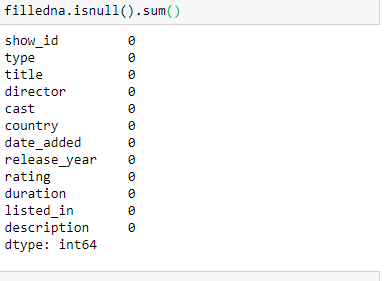 filledna.isnull().sum()
show_id 0
type 0
title 0
director 0
cast 0
country 0
date_added 0
release_year 0
rating 0
duration 0
listed_in 0
description 0
dtype: int64